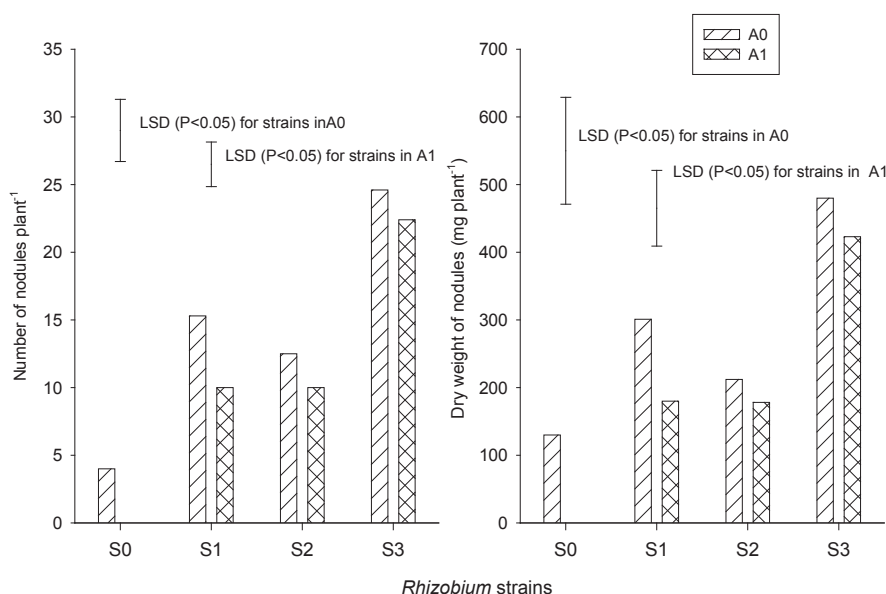 A0
A1
35
30
25
20
15
10
5
0
Number of nodules plant-1
LSD (P<0.05) for strains inA0
LSD (P<0.05) for strains in A1
S0 S1 S2 S3
700
600
500
400
300
200
100
0
Dry weight of nodules (mg plant-1)
LSD (P<0.05) for strains in A0
LSD (P<0.05) for strains in A1
S0 S1 S2 S3
Rhizobium strains